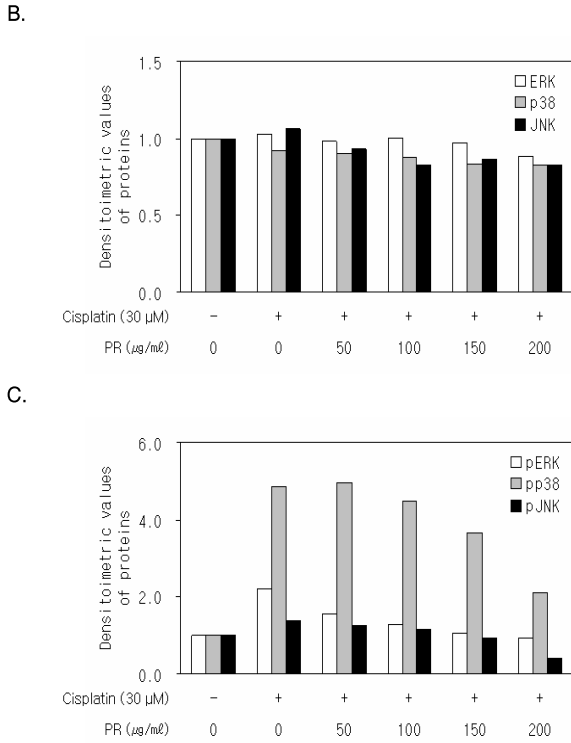 B.
1.5
1.0
0.5
0.0
Densitoimetric values
of proteins
ERK
p38
JNK
Cisplatin (30 μM) - + + + + +
PR (㎍/㎖) 0 0 50 100 150 200
C.
6.0
4.0
2.0
0.0
Densitoimetric values
of proteins
pERK
pp38
pJNK
Cisplatin (30 μM) - + + + + +
PR (㎍/㎖) 0 0 50 100 150 200